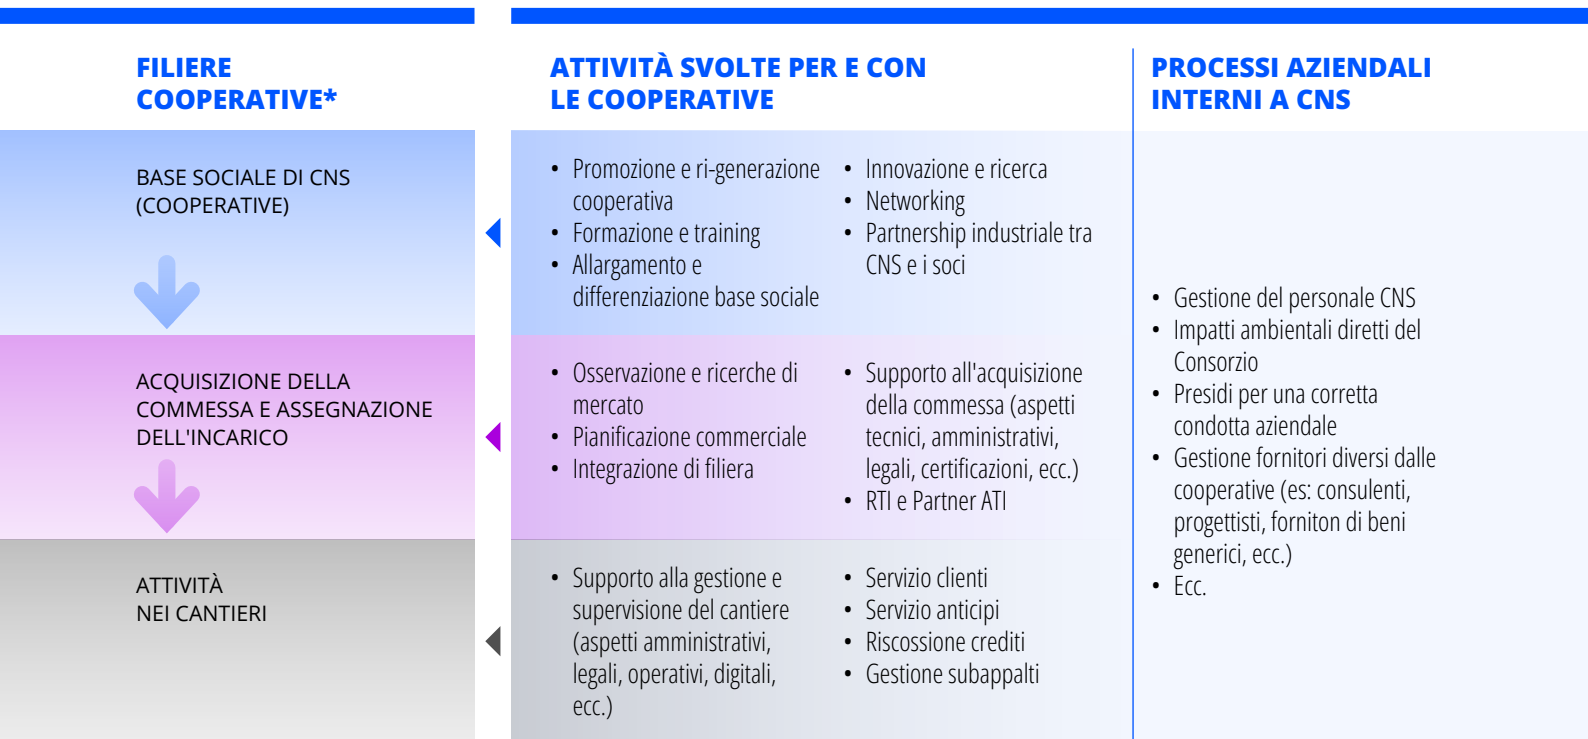 FILIERE
COOPERATIVE*
ATTIVITÀ SVOLTE PER E CON
LE COOPERATIVE
PROCESSI AZIENDALI
INTERNI A CNS
BASE SOCIALE DI CNS
(COOPERATIVE)
• Promozione e ri-generazione
cooperativa
• Formazione e training
• Allargamento e
differenziazione base sociale
• Innovazione e ricerca
• Networking
• Partnership industriale tra
CNS e i soci
ACQUISIZIONE DELLA
COMMESSA E ASSEGNAZIONE
DELL'INCARICO
• Osservazione e ricerche di
mercato
• Pianificazione commerciale
• Integrazione di filiera
• Supporto all'acquisizione
della commessa (aspetti
tecnici, amministrativi,
legali, certificazioni, ecc.)
• RTI e Partner ATI
ATTIVITÀ
NEI CANTIERI
• Supporto alla gestione e
supervisione del cantiere
(aspetti amministrativi,
legali, operativi, digitali,
ecc.)
• Servizio clienti
• Servizio anticipi
• Riscossione crediti
• Gestione subappalti
• Gestione del personale CNS
• Impatti ambientali diretti del
Consorzio
• Presidi per una corretta
condotta aziendale
• Gestione fornitori diversi dalle
cooperative (es: consulenti,
progettisti, forniton di beni
generici, ecc.)
• Ecc.